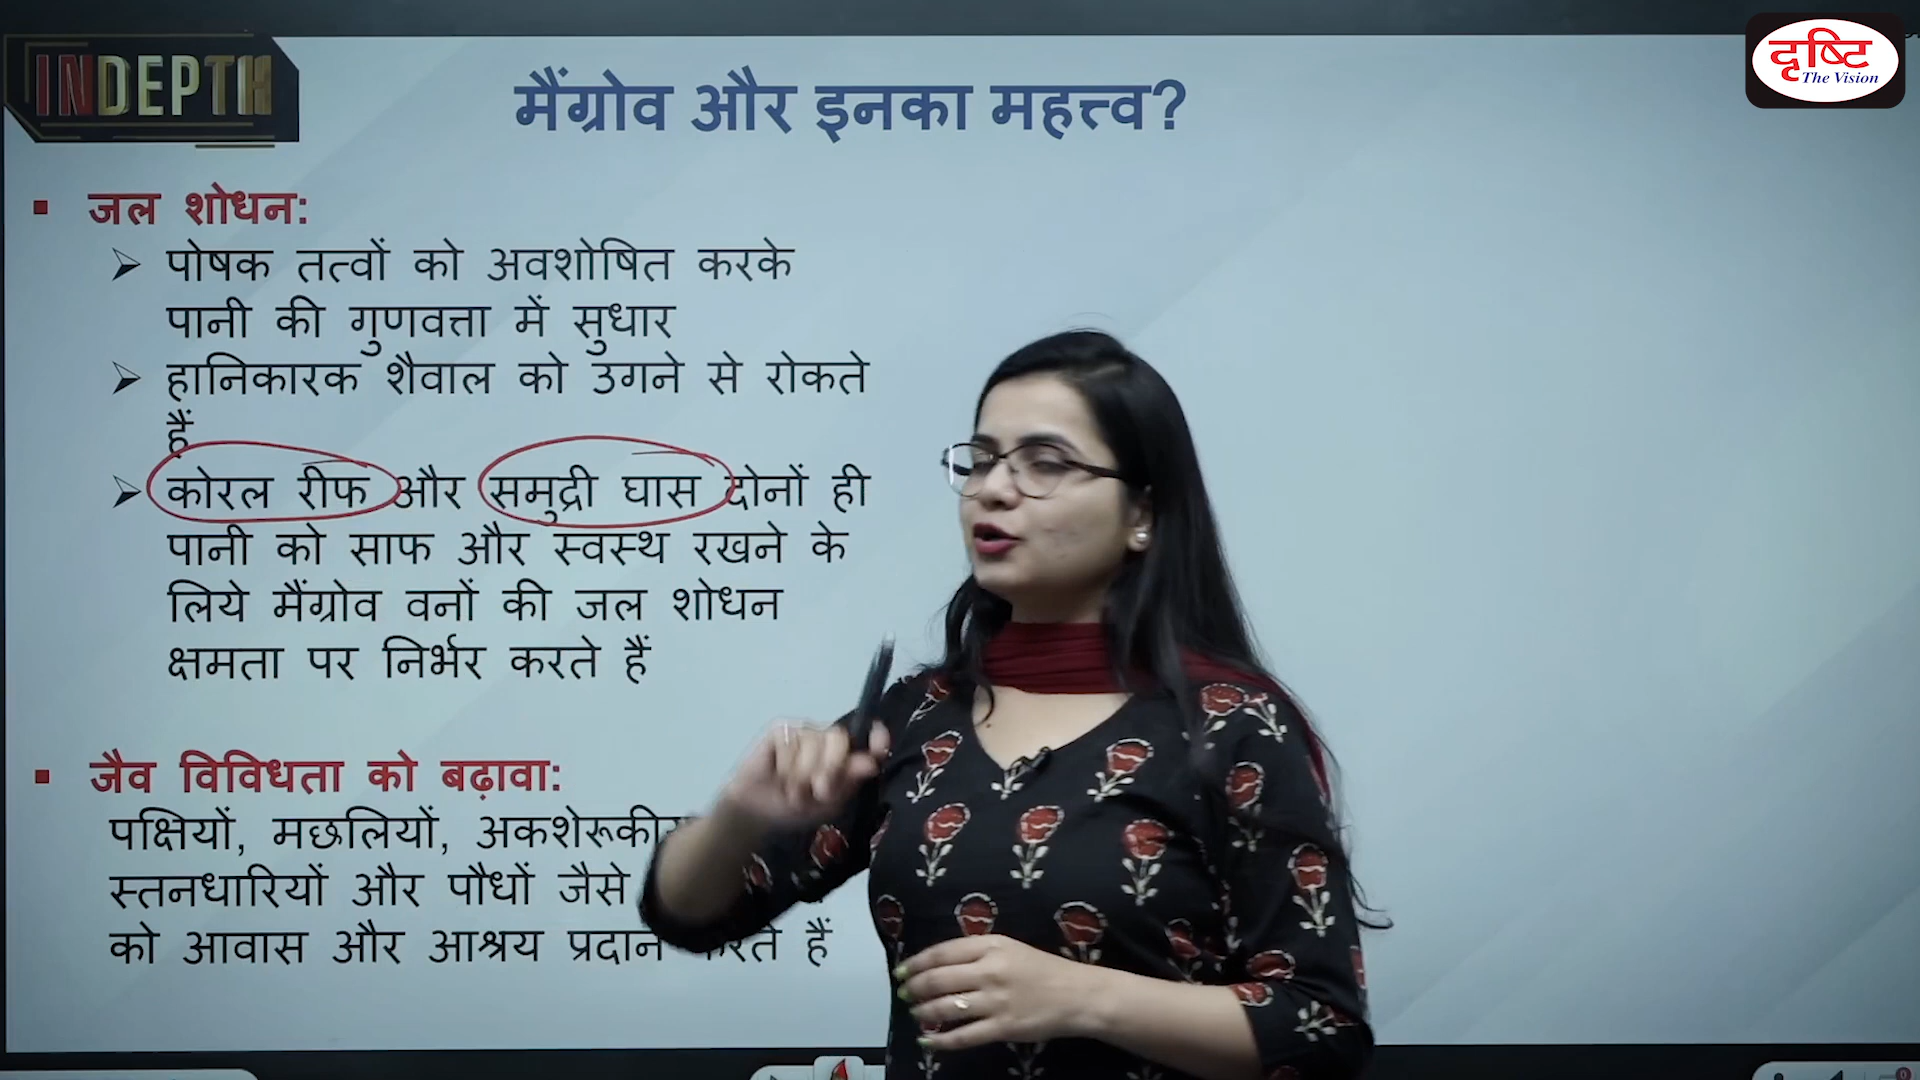 INDEPTH
दृष्टि
The Vision
मैंग्रोव और इनका महत्त्व?
जल शोधन:
पोषक तत्वों को अवशोषित करके
पानी की गुणवत्ता में सुधार
हानिकारक शैवाल को उगने से रोकते
हैं
कोरल रीफ और समुद्री घास दोनों ही
पानी को साफ और स्वस्थ रखने के
लिये मैंग्रोव वनों की जल शोधन
क्षमता पर निर्भर करते हैं
जैव विविधता को बढ़ावा:
पक्षियों, मछलियों,
स्तनधारियों और पौधों जैसे
को आवास और आश्रय प्रदान करते हैं